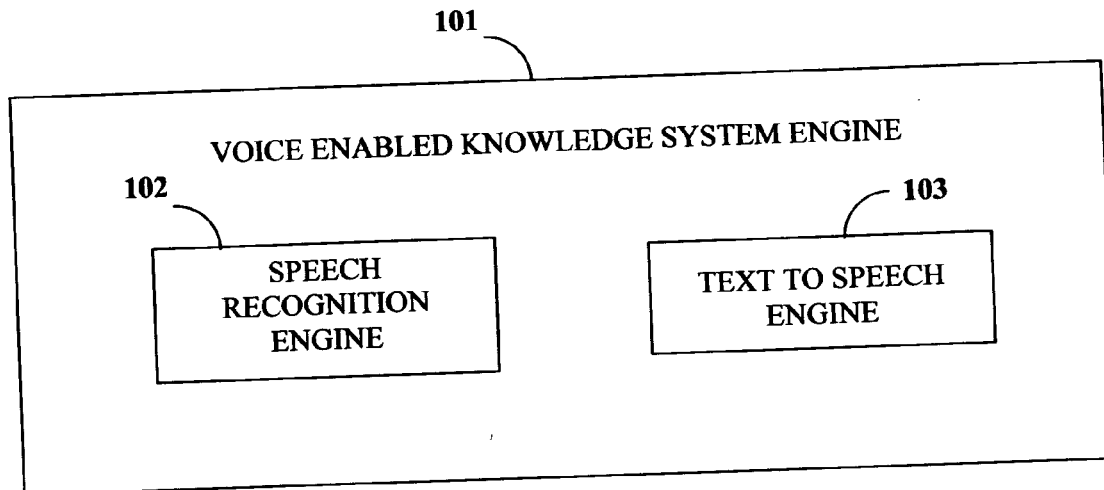 101
VOICE ENABLED KNOWLEDGE SYSTEM ENGINE
102
103
SPEECH
RECOGNITION
ENGINE
TEXT TO SPEECH
ENGINE